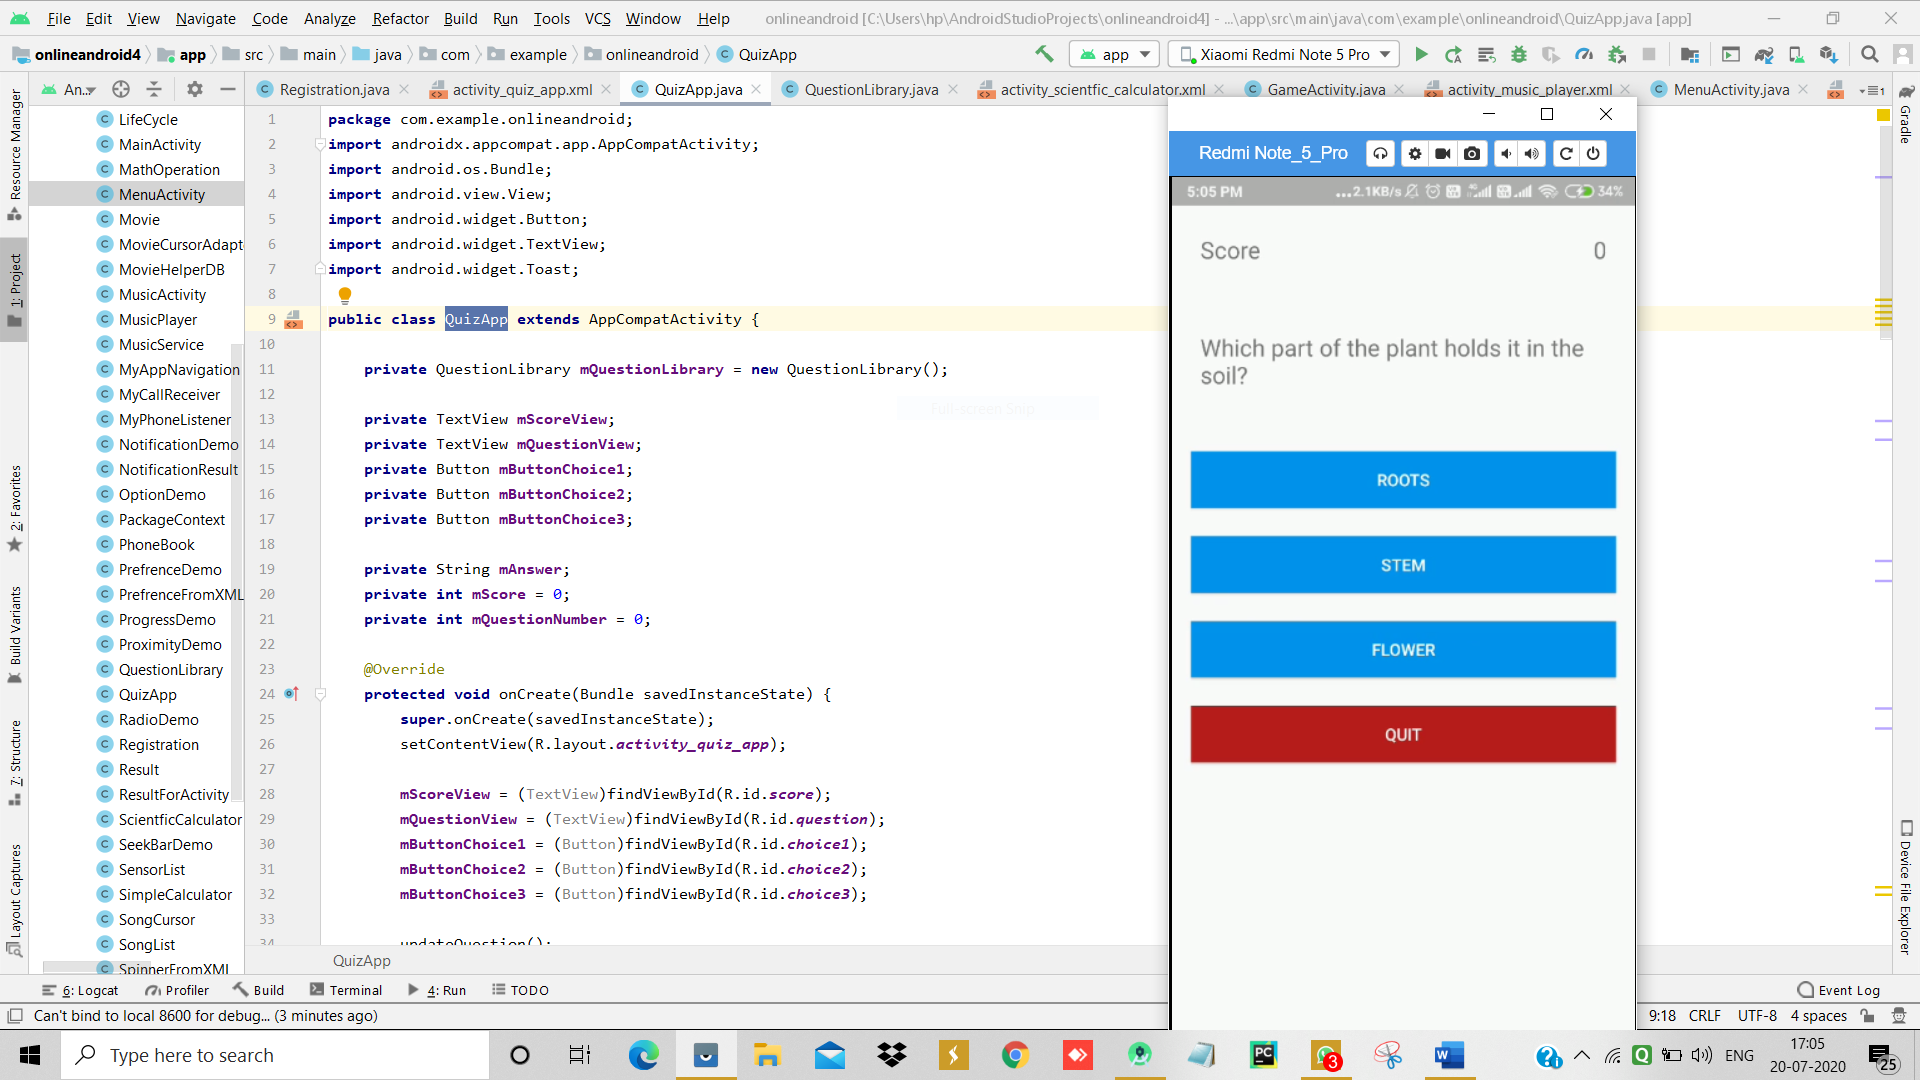 File Edit View Navigate Code Analyze Refactor Build Run Tools VCS Window Help onlineandroid [C:\Users\hp\AndroidStudioProjects\onlineandroid4] - ...\app\src\main\java\com\example\onlineandroid\QuizApp.java [app]
onlineandroid4 app src main java com example onlineandroid QuizApp app Xiaomi Redmi Note 5 Pro
An... Registration.java activity_quiz_app.xml QuizApp.java QuestionLibrary.java activity_scientfic_calculator.xml GameActivity.java activity_music_player.xml MenuActivity.java 1
Resource Manager
1: Project
2: Favorites
Build Variants
7: Structure
Layout Captures
LifeCycle
MainActivity
MathOperation
MenuActivity
Movie
MovieCursorAdapt
MovieHelperDB
MusicActivity
MusicPlayer
MusicService
MyAppNavigation
MyCallReceiver
MyPhoneListener
NotificationDemo
NotificationResult
OptionDemo
PackageContext
PhoneBook
PrefrenceDemo
PrefrenceFromXML
ProgressDemo
ProximityDemo
QuestionLibrary
QuizApp
RadioDemo
Registration
Result
ResultForActivity
ScientficCalculator
SeekBarDemo
SensorList
SimpleCalculator
SongCursor
SongList
SpinnerFromXML
1 package com.example.onlineandroid;
2 import androidx.appcompat.app.AppCompatActivity;
3 import android.os.Bundle;
4 import android.view.View;
5 import android.widget.Button;
6 import android.widget.TextView;
7 import android.widget.Toast;
8
9 public class QuizApp extends AppCompatActivity {
10
11 private QuestionLibrary mQuestionLibrary = new QuestionLibrary();
12
13 private TextView mScoreView;
14 private TextView mQuestionView;
15 private Button mButtonChoice1;
16 private Button mButtonChoice2;
17 private Button mButtonChoice3;
18
19 private String mAnswer;
20 private int mScore = 0;
21 private int mQuestionNumber = 0;
22
23 @Override
24 protected void onCreate(Bundle savedInstanceState) {
25 super.onCreate(savedInstanceState);
26 setContentView(R.layout.activity_quiz_app);
27
28 mScoreView = (TextView)findViewById(R.id.score);
29 mQuestionView = (TextView)findViewById(R.id.question);
30 mButtonChoice1 = (Button)findViewById(R.id.choice1);
31 mButtonChoice2 = (Button)findViewById(R.id.choice2);
32 mButtonChoice3 = (Button)findViewById(R.id.choice3);
33
34 updateQuestion();
Full-screen Snip
QuizApp
Redmi Note_5_Pro
5:05 PM ...2.1KB/s 34%
Score 0
Which part of the plant holds it in the
soil?
ROOTS
STEM
FLOWER
QUIT
Gradle
Device File Explorer
6: Logcat Profiler Build Terminal 4: Run TODO Event Log
Can't bind to local 8600 for debug... (3 minutes ago) 9:18 CRLF UTF-8 4 spaces
Type here to search PC 3 W ENG 17:05
20-07-2020 25